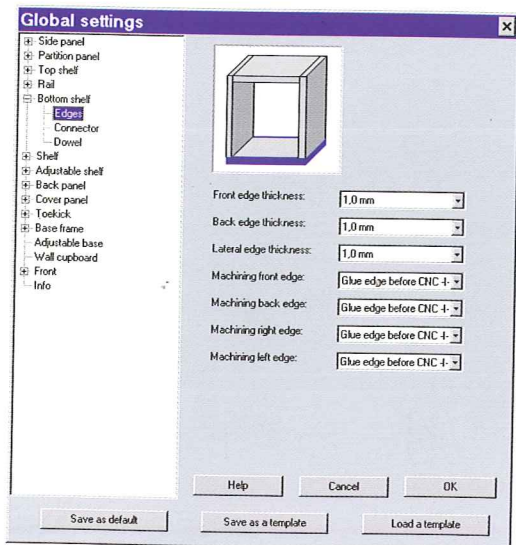 Global settings
Side panel
Partition panel
Top shelf
Rail
Bottom shelf
Edges
Connector
Dowel
Shelf
Adjustable shelf
Back panel
Cover panel
Toekick
Base frame
Adjustable base
Wall cupboard
Front
Info
Front edge thickness: 1,0 mm
Back edge thickness: 1,0 mm
Lateral edge thickness: 1,0 mm
Machining front edge: Glue edge before CNC +-
Machining back edge: Glue edge before CNC +-
Machining right edge: Glue edge before CNC +-
Machining left edge: Glue edge before CNC +-
Help Cancel OK
Save as default Save as a template Load a template